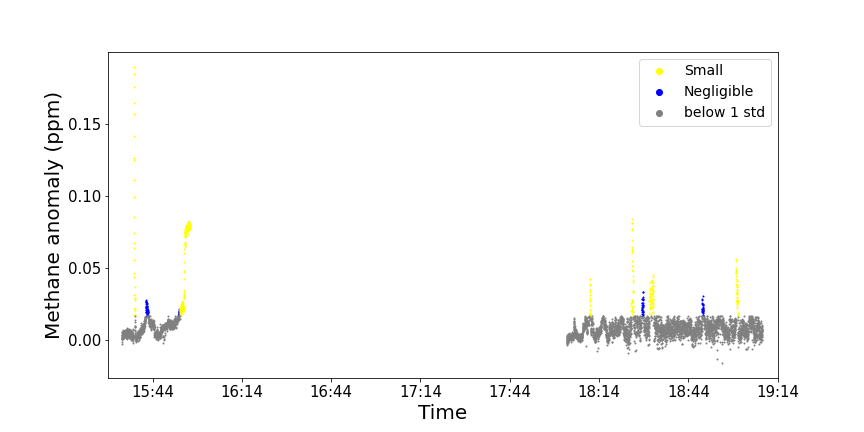 Small
Negligible
below 1 std
Methane anomaly (ppm)
0.15
0.10
0.05
0.00
15:44 16:14 16:44 17:14 17:44 18:14 18:44 19:14
Time